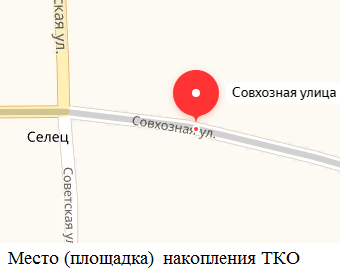 ская ул.
Совхозная улица
Совхозная ул.
Селец
Советская ул
Место (площадка) накопления ТКО